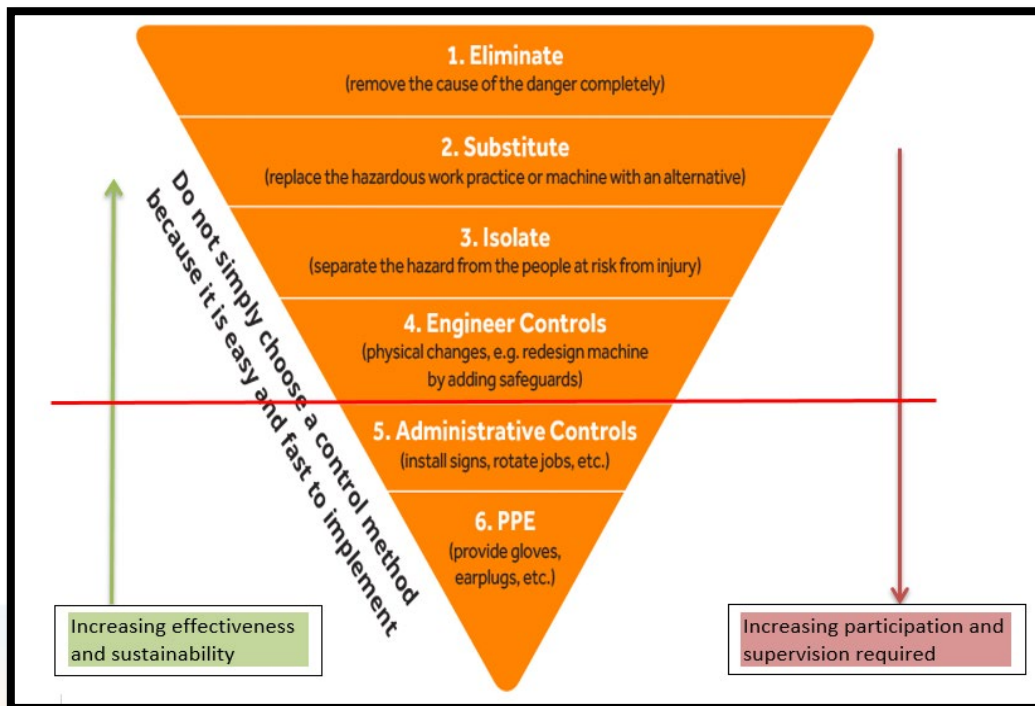 1. Eliminate
(remove the cause of the danger completely)
2. Substitute
(replace the hazardous work practice or machine with an alternative)
3. Isolate
(separate the hazard from the people at risk from injury)
4. Engineer Controls
(physical changes, e.g. redesign machine
by adding safeguards)
5. Administrative Controls
(install signs, rotate jobs, etc.)
6. PPE
(provide gloves,
earplugs, etc.)
Do not simply choose a control method
because it is easy and fast to implement
Increasing effectiveness
and sustainability
Increasing participation and
supervision required